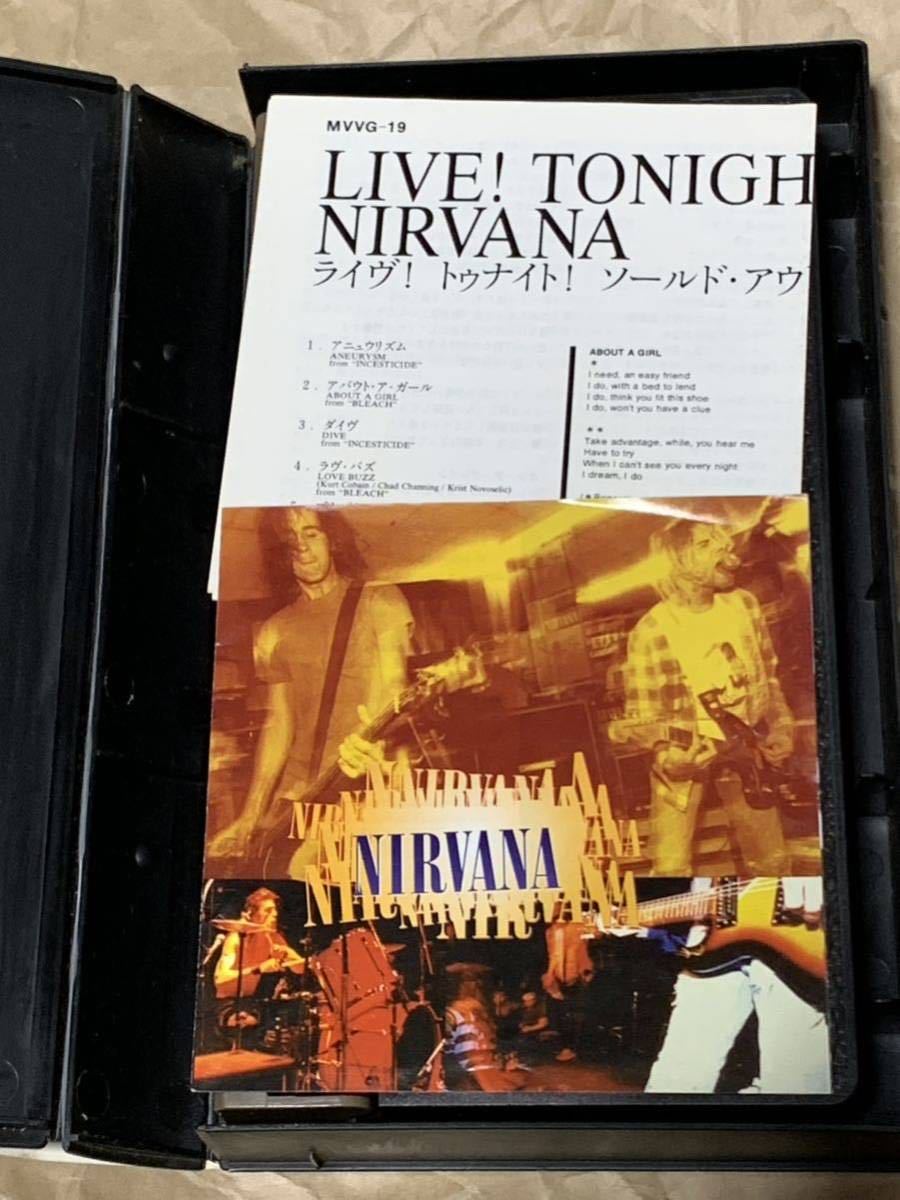 MVVG-19
LIVE! TONIGH
NIRVANA
ライヴ! トゥナイト! ソールド・アウ
1. アニュウリズム
ANEURYSM
from "INCESTICIDE"
2. アバウト・ア・ガール
ABOUT A GIRL
from "BLEACH"
3. ダイヴ
DIVE
from "INCESTICIDE"
4. ラヴ・バズ
LOVE BUZZ
(Kurt Cobain / Chad Channing / Krist Novoselic)
from "BLEACH"
ABOUT A GIRL
*
I need, an easy friend
I do, with a bed to lend
I do, think you fit this shoe
I do, won't you have a clue
**
Take advantage, while, you hear me
Have to try
When I can't see you every night
I dream, I do
NIRVANA
NIRVANA